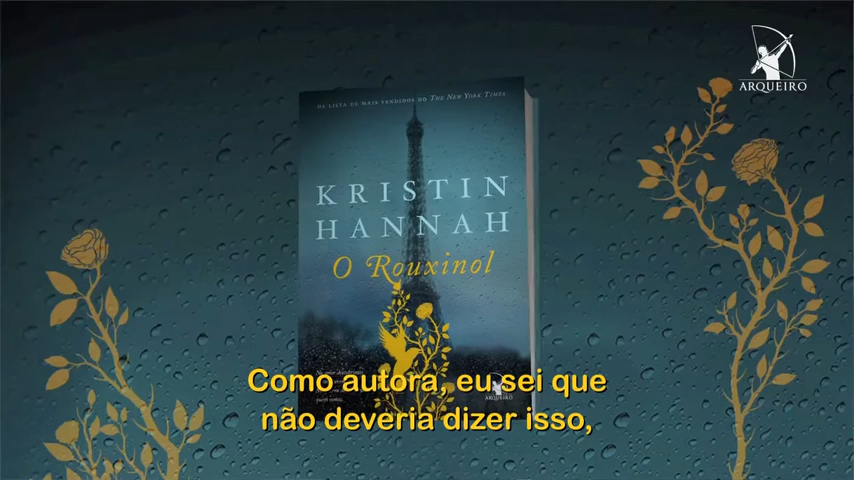 ARQUEIRO
DA LISTA DE MAIS VENDIDOS DO THE NEW YORK TIMES
KRISTIN
HANNAH
O Rouxinol
ARQUEIRO
Como autora, eu sei que
não deveria dizer isso,